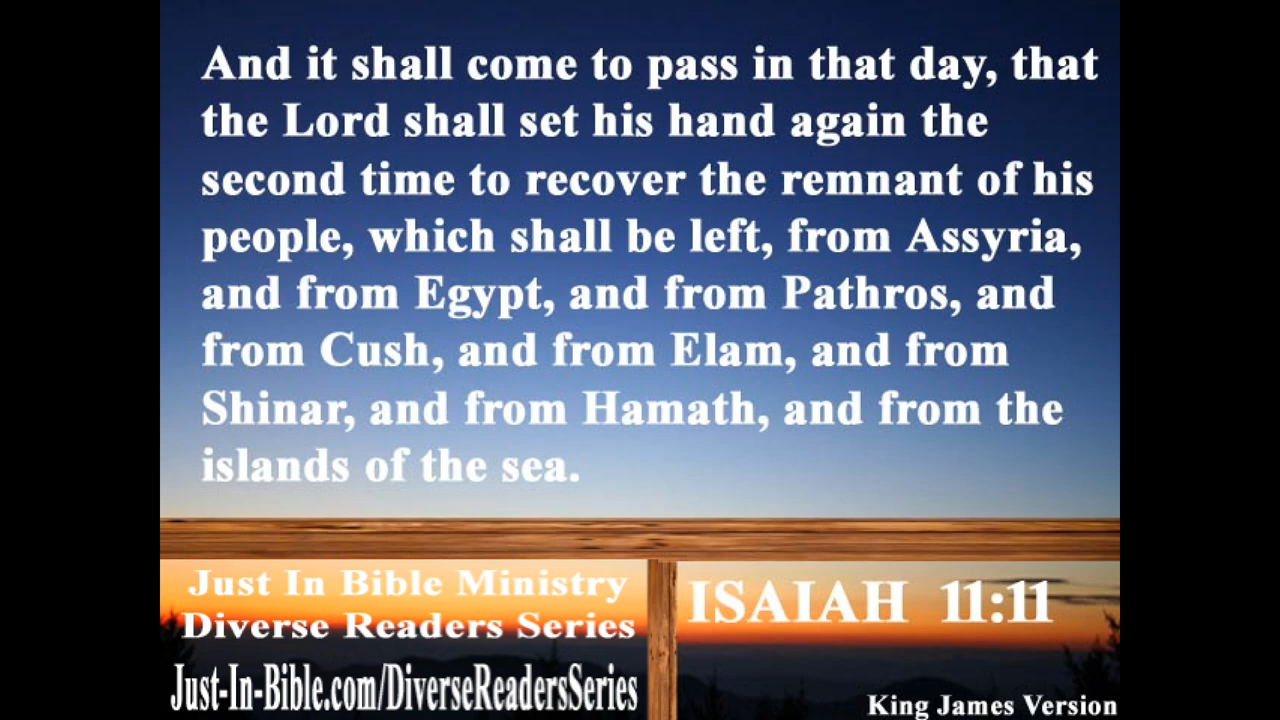 And it shall come to pass in that day, that
the Lord shall set his hand again the
second time to recover the remnant of his
people, which shall be left, from Assyria,
and from Egypt, and from Pathros, and
from Cush, and from Elam, and from
Shinar, and from Hamath, and from the
islands of the sea.
Just In Bible Ministry
Diverse Readers Series
Just-In-Bible.com/DiverseReadersSeries
ISAIAH 11:11
King James Version